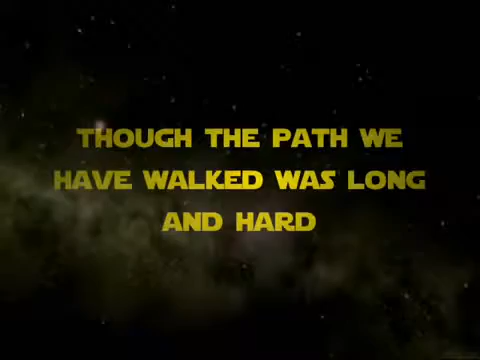 THOUGH THE PATH WE
HAVE WALKED WAS LONG
AND HARD